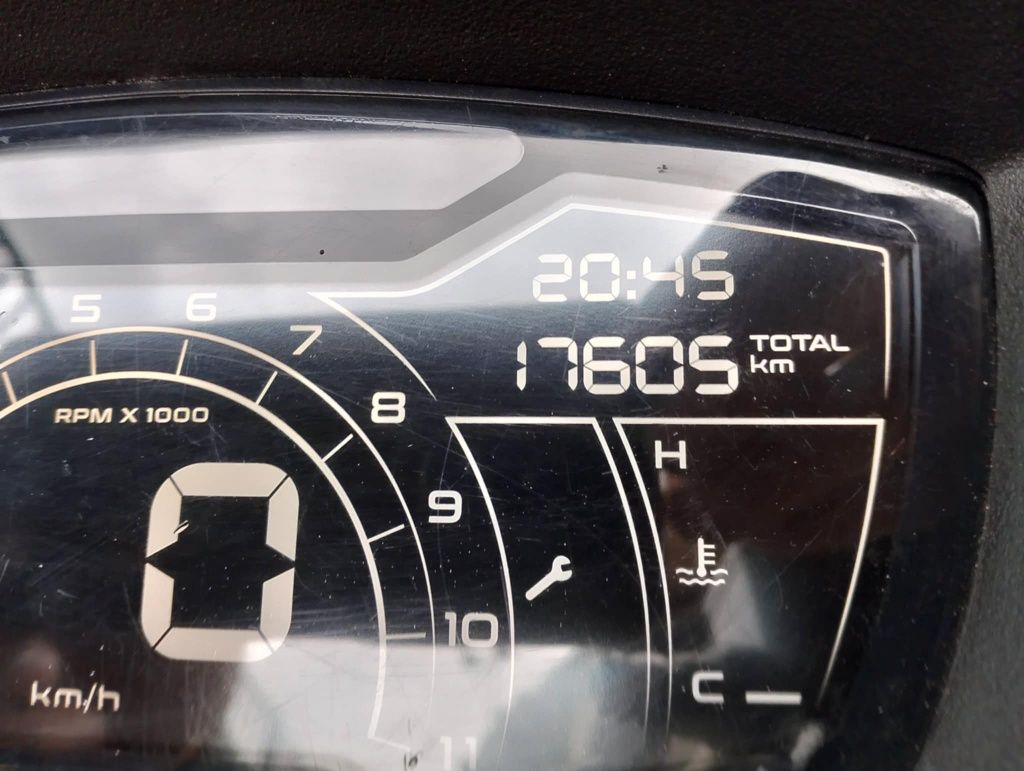 20:45
17605 TOTAL km
5 6 7 8 9 10 11
RPM X 1000
H
0
km/h
C